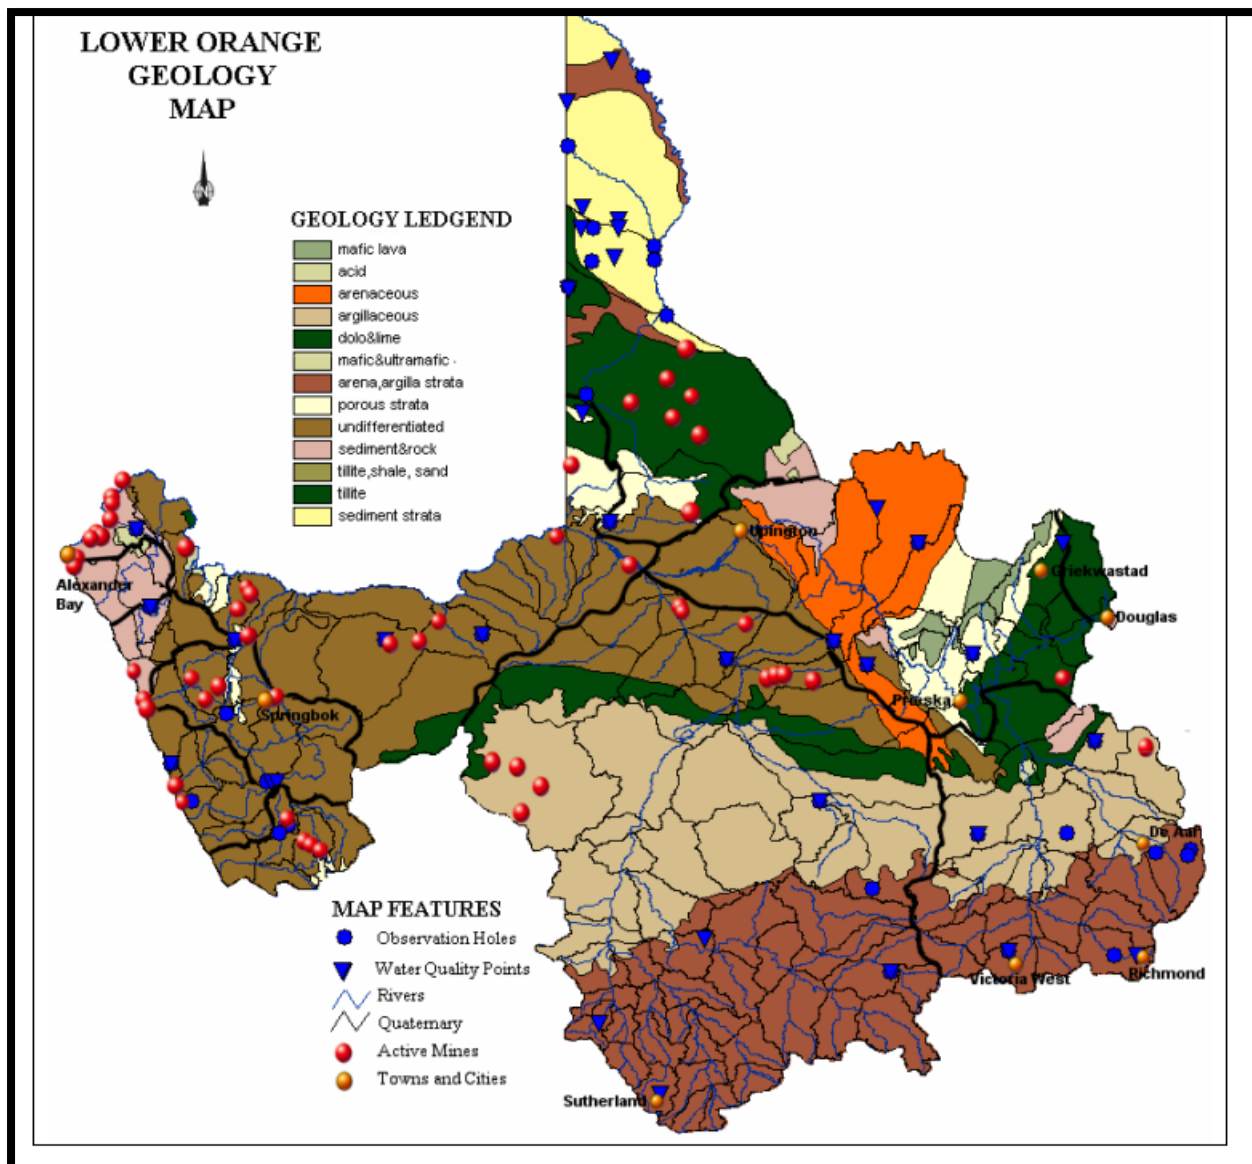 LOWER ORANGE
GEOLOGY
MAP
N
GEOLOGY LEDGEND
mafic lava
acid
arenaceous
argillaceous
dolo&lime
mafic&ultramafic
arena,argilla strata
porous strata
undifferentiated
sediment&rock
tillite,shale, sand
tillite
sediment strata
Upington
Griekwastad
Alexander
Bay
Douglas
Prieska
Springbok
De Aar
MAP FEATURES
Observation Holes
Water Quality Points
Rivers
Quaternary
Active Mines
Towns and Cities
Victoria West
Richmond
Sutherland